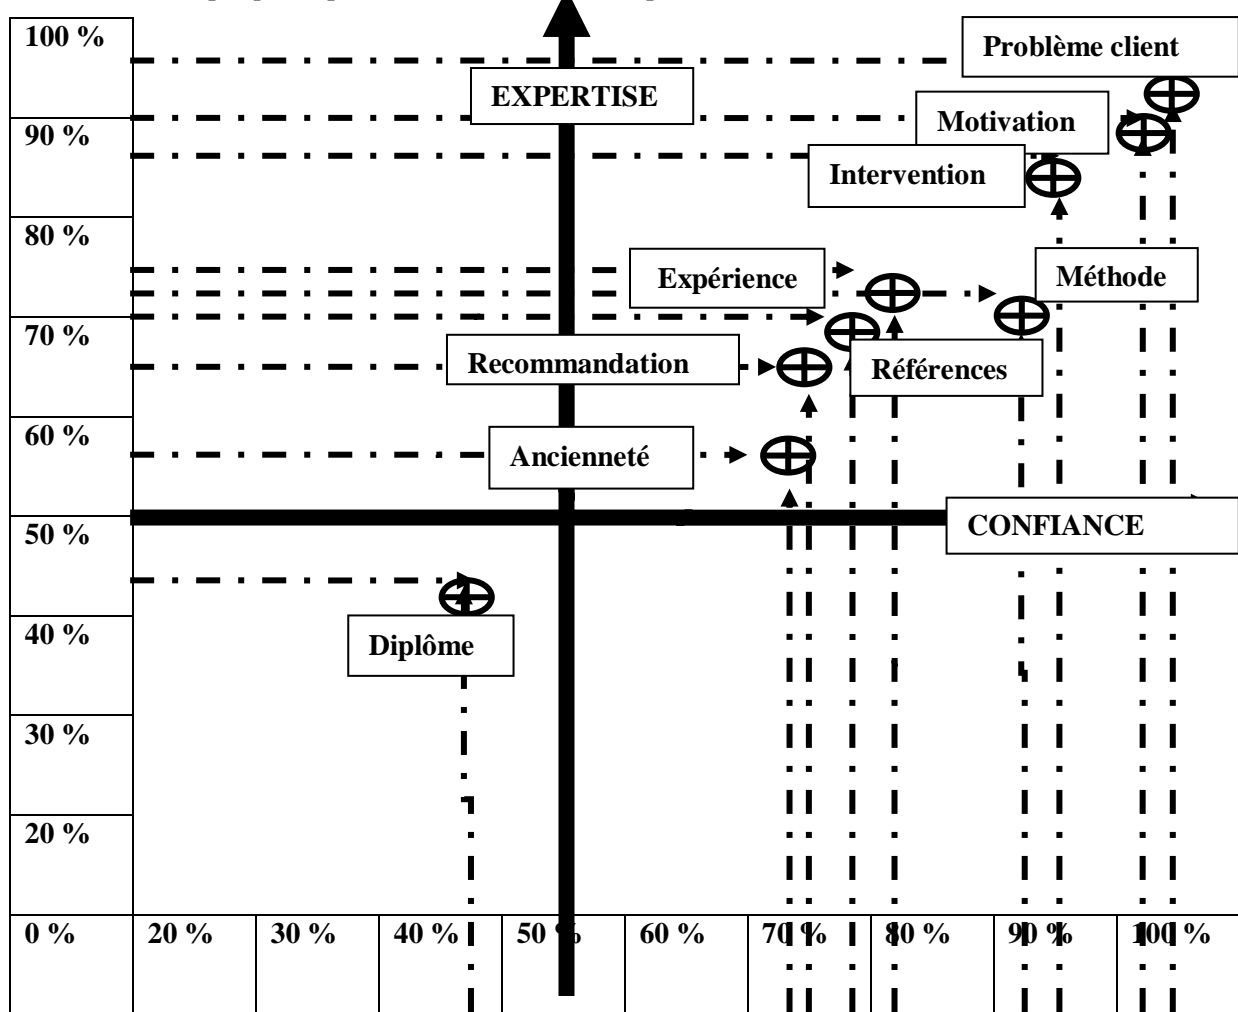 100 %
Problème client
EXPERTISE
90 %
Motivation
Intervention
80 %
Expérience
Méthode
70 %
Recommandation
Références
60 %
Ancienneté
50 %
CONFIANCE
40 %
Diplôme
30 %
20 %
0 % 20 % 30 % 40 % 50 % 60 % 70 % 80 % 90 % 100 %